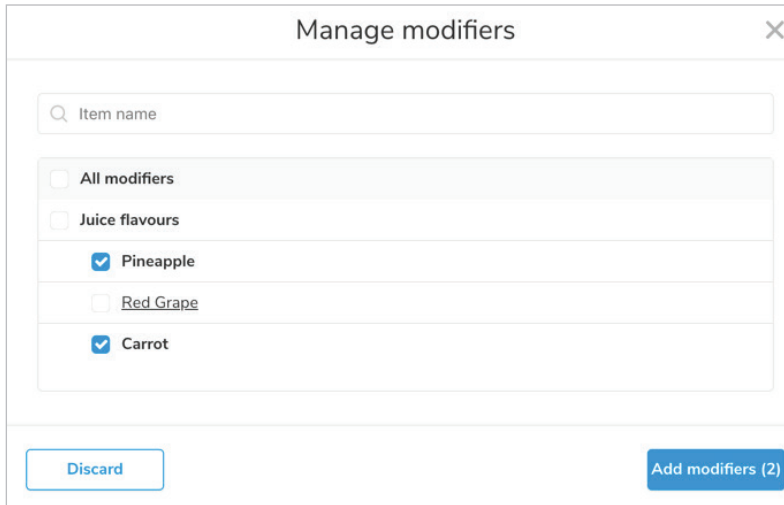 Manage modifiers
Item name
All modifiers
Juice flavours
Pineapple
Red Grape
Carrot
Discard
Add modifiers (2)